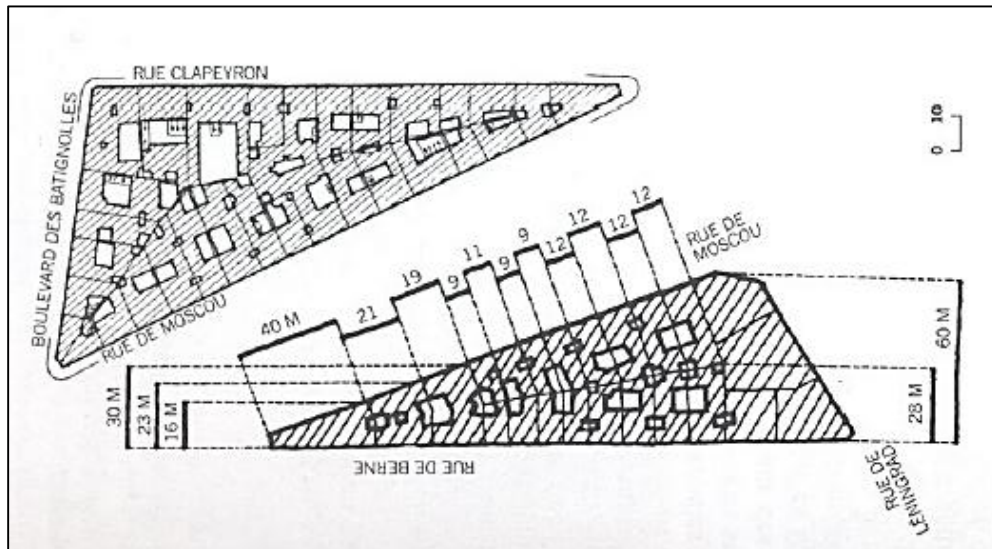 RUE CLAPEYRON
BOULEVARD DES BATIGNOLLES
RUE DE MOSCOU
10
0
40 M
21
19
9
11
9
9
12
12
12
12
RUE DE
MOSCOU
60 M
30 M
23 M
16 M
28 M
RUE DE BERNE
RUE DE
LENINGRAD